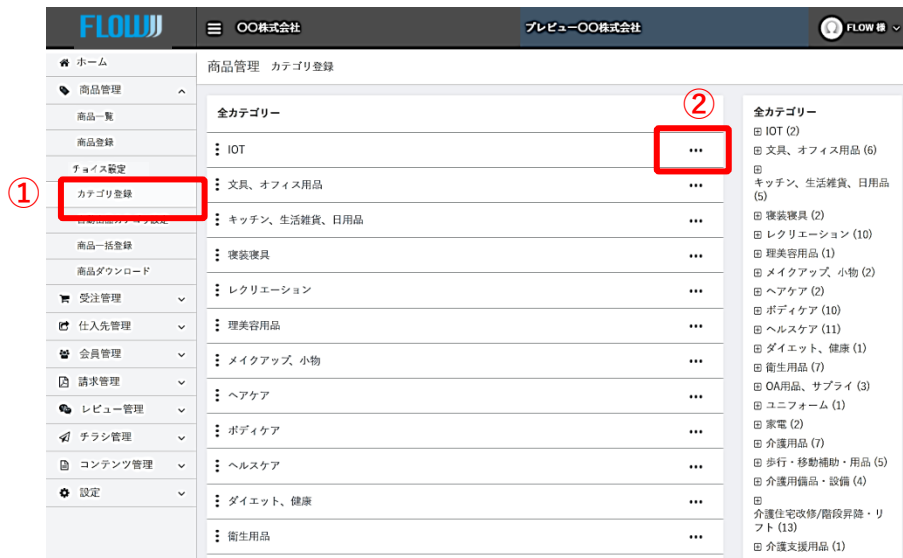 FLOW
〇〇株式会社
プレビュー〇〇株式会社
FLOW 様
ホーム
商品管理
商品一覧
商品登録
チョイス設定
①
カテゴリ登録
商品一括登録
商品ダウンロード
受注管理
仕入先管理
会員管理
請求管理
レビュー管理
チラシ管理
コンテンツ管理
設定
商品管理 カテゴリ登録
全カテゴリー
②
IOT
文具、オフィス用品
キッチン、生活雑貨、日用品
寝装寝具
レクリエーション
理美容用品
メイクアップ、小物
ヘアケア
ボディケア
ヘルスケア
ダイエット、健康
衛生用品
全カテゴリー
IOT (2)
文具、オフィス用品 (6)
キッチン、生活雑貨、日用品
(5)
寝装寝具 (2)
レクリエーション (10)
理美容用品 (1)
メイクアップ、小物 (2)
ヘアケア (2)
ボディケア (10)
ヘルスケア (11)
ダイエット、健康 (1)
衛生用品 (7)
OA用品、サプライ (3)
ユニフォーム (1)
家電 (2)
介護用品 (7)
歩行・移動補助・用品 (5)
介護用備品・設備 (4)
介護住宅改修/階段昇降・リ
フト (13)
介護支援用品 (1)